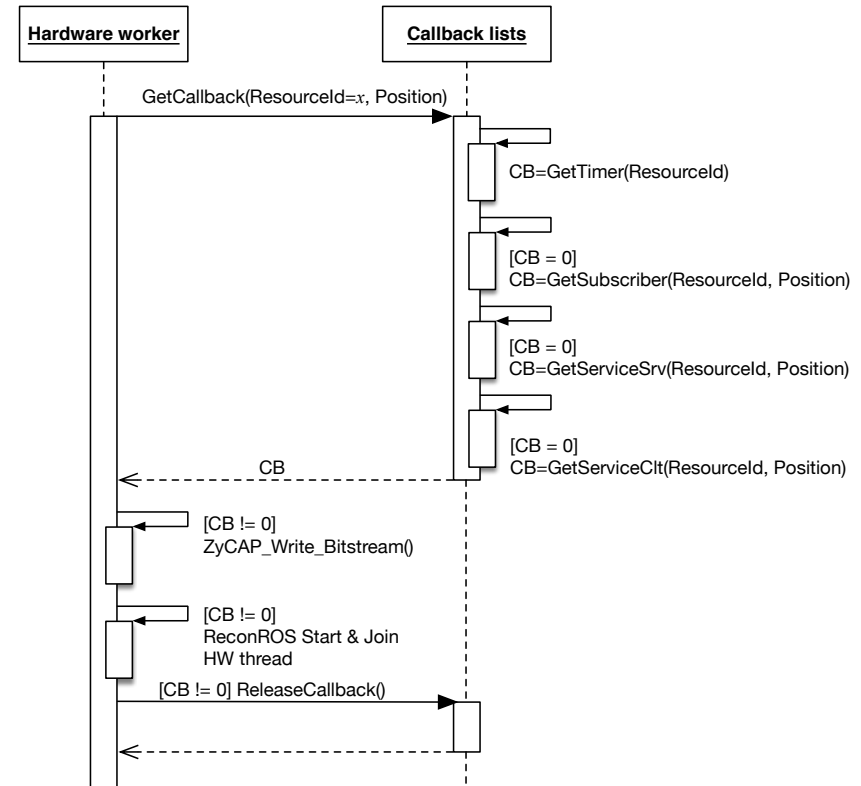 Hardware worker
Callback lists
GetCallback(ResourceId=x, Position)
CB=GetTimer(ResourceId)
[CB = 0]
CB=GetSubscriber(ResourceId, Position)
[CB = 0]
CB=GetServiceSrv(ResourceId, Position)
[CB = 0]
CB=GetServiceClt(ResourceId, Position)
CB
[CB != 0]
ZyCAP_Write_Bitstream()
[CB != 0]
ReconROS Start & Join
HW thread
[CB != 0] ReleaseCallback()